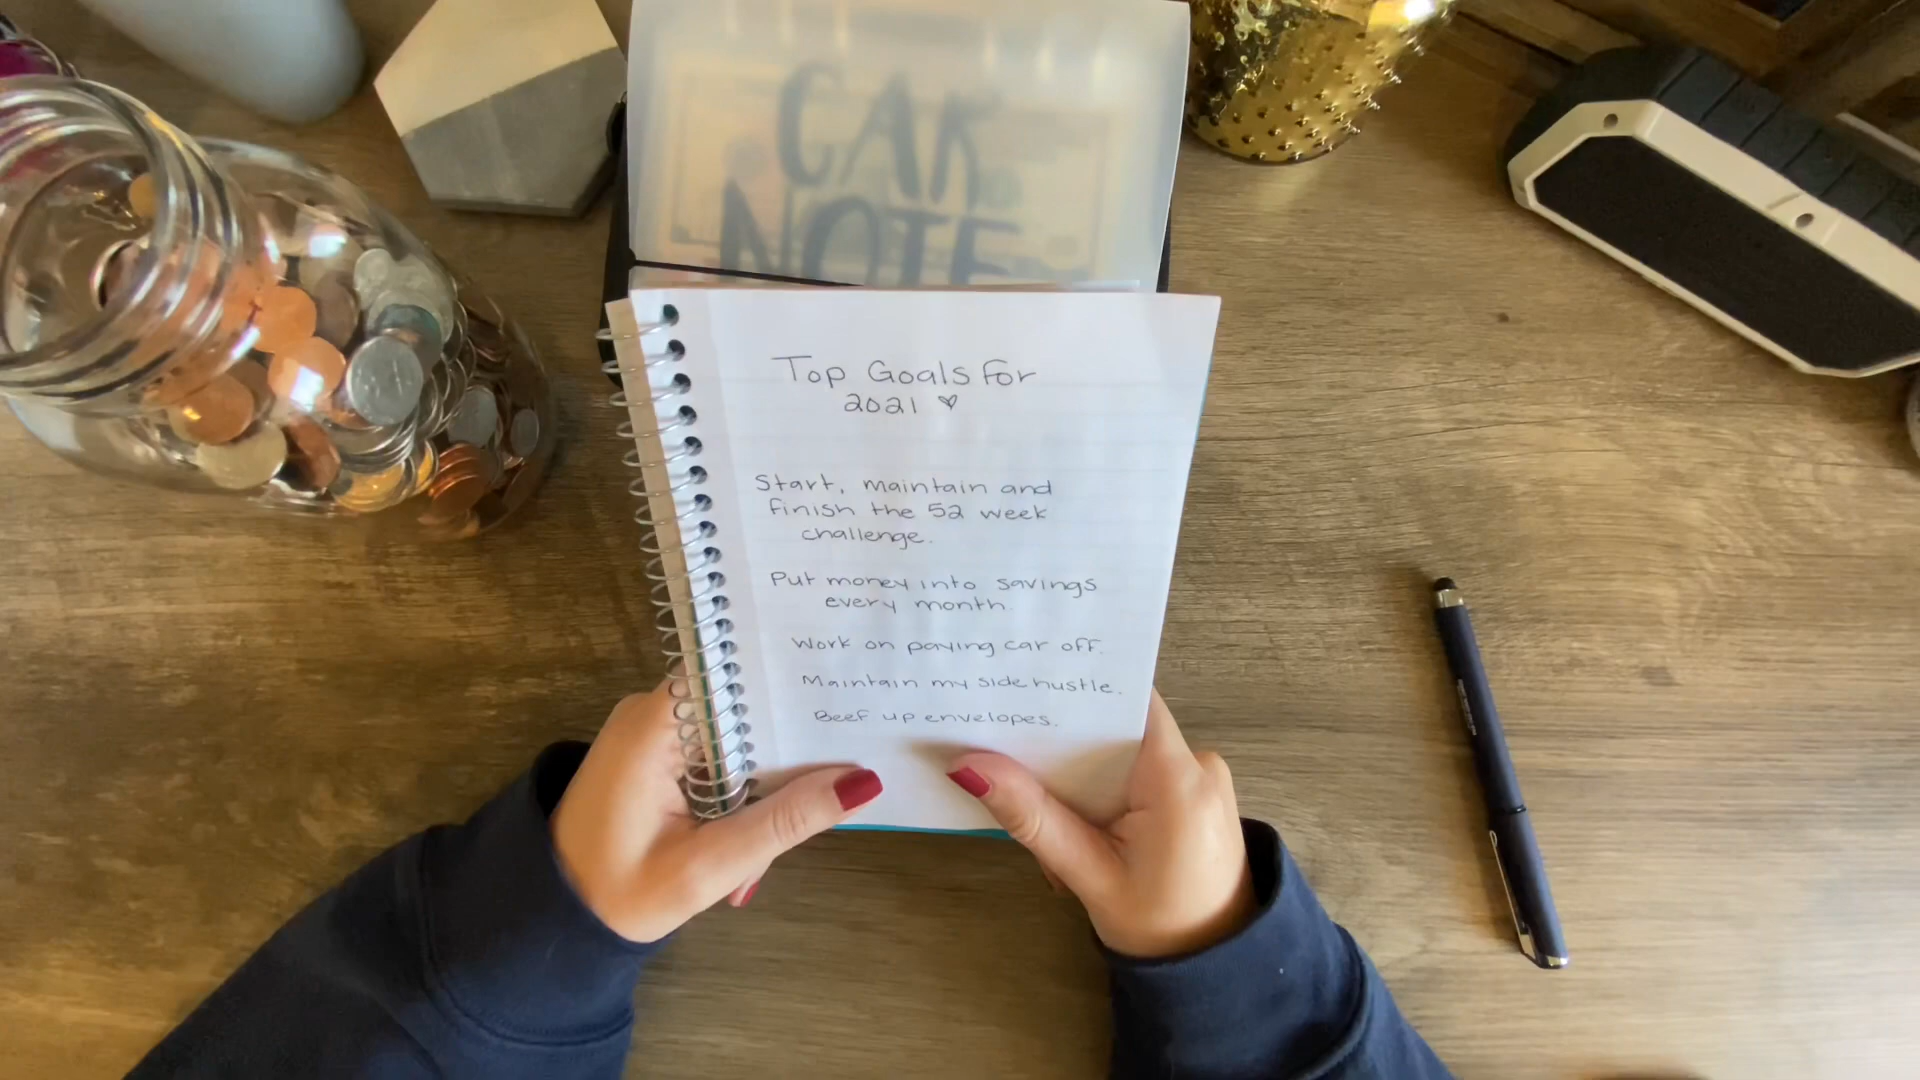 CAR
NOTE
Top Goals for
2021 ♡
Start, maintain and
finish the 52 week
challenge.
Put money into savings
every month.
Work on paying car off.
Maintain my side hustle.
Beef up envelopes.